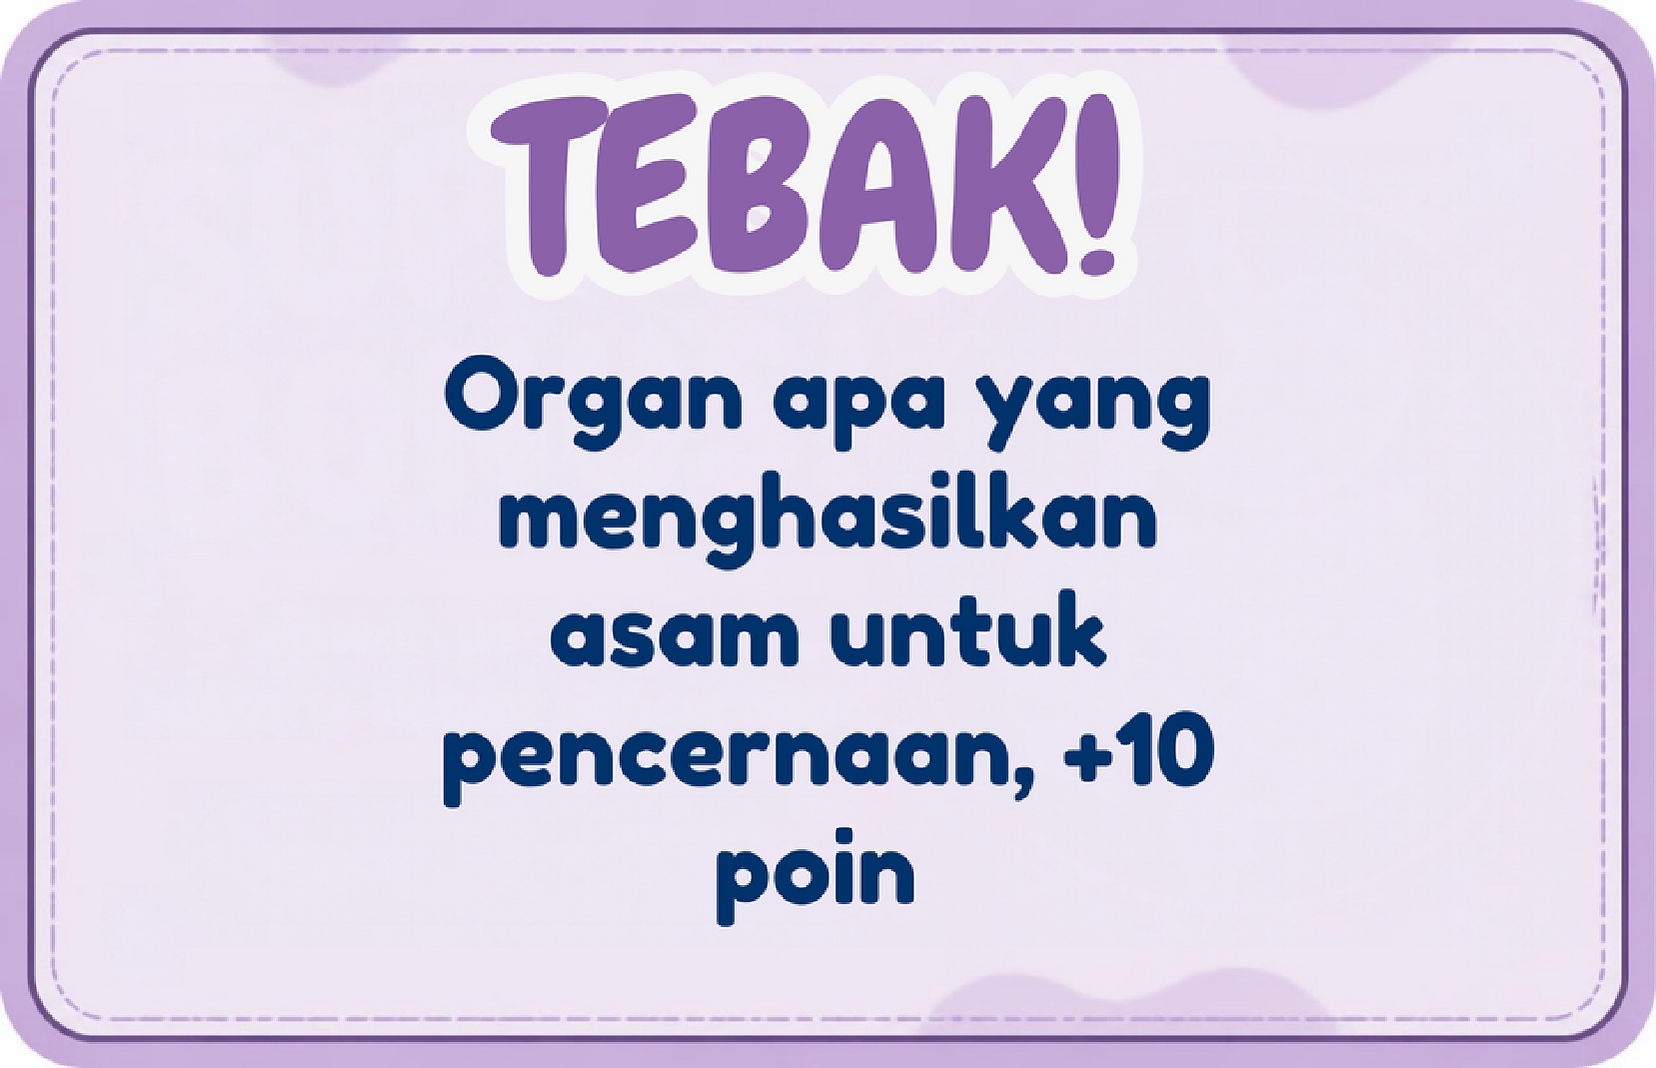 TEBAK!
Organ apa yang
menghasilkan
asam untuk
pencernaan, +10
poin